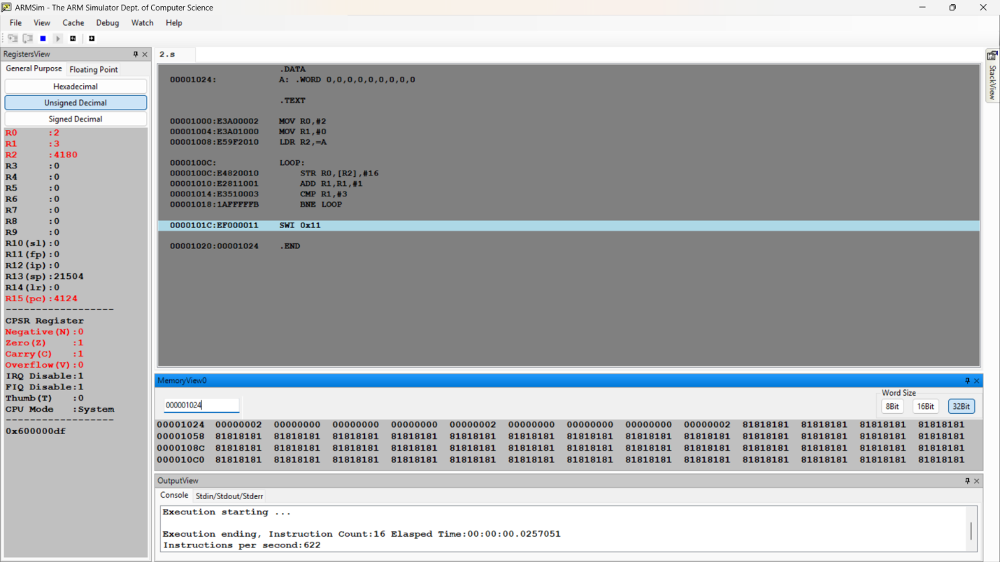 ARMSim - The ARM Simulator Dept. of Computer Science
File View Cache Debug Watch Help
RegistersView
General Purpose Floating Point
Hexadecimal
Unsigned Decimal
Signed Decimal
R0 :2
R1 :3
R2 :4180
R3 :0
R4 :0
R5 :0
R6 :0
R7 :0
R8 :0
R9 :0
R10(sl):0
R11(fp):0
R12(ip):0
R13(sp):21504
R14(lr):0
R15(pc):4124
------------------
CPSR Register
Negative(N):0
Zero(Z) :1
Carry(C) :1
Overflow(V):0
IRQ Disable:1
FIQ Disable:1
Thumb(T) :0
CPU Mode :System
------------------
0x600000df
2.s
.DATA
00001024: A: .WORD 0,0,0,0,0,0,0,0,0
.TEXT
00001000:E3A00002 MOV R0,#2
00001004:E3A01000 MOV R1,#0
00001008:E59F2010 LDR R2,=A
0000100C: LOOP:
0000100C:E4820010 STR R0,[R2],#16
00001010:E2811001 ADD R1,R1,#1
00001014:E3510003 CMP R1,#3
00001018:1AFFFFFB BNE LOOP
0000101C:EF000011 SWI 0x11
00001020:00001024 .END
StackView
MemoryView0
000001024
Word Size
8Bit 16Bit 32Bit
00001024 00000002 00000000 00000000 00000000 00000002 00000000 00000000 00000000 00000002 81818181 81818181 81818181 81818181
00001058 81818181 81818181 81818181 81818181 81818181 81818181 81818181 81818181 81818181 81818181 81818181 81818181 81818181
0000108C 81818181 81818181 81818181 81818181 81818181 81818181 81818181 81818181 81818181 81818181 81818181 81818181 81818181
000010C0 81818181 81818181 81818181 81818181 81818181 81818181 81818181 81818181 81818181 81818181 81818181 81818181 81818181
OutputView
Console Stdin/Stdout/Stderr
Execution starting ...
Execution ending, Instruction Count:16 Elasped Time:00:00:00.0257051
Instructions per second:622